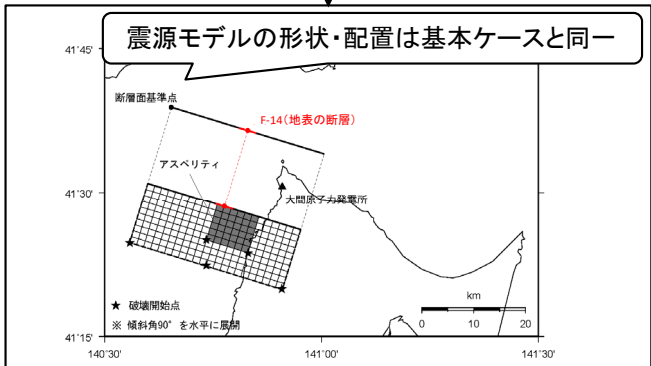 震源モデルの形状・配置は基本ケースと同一
41°45'
断層面基準点
F-14(地表の断層)
アスペリティ
41°30'
大間原子力発電所
★ 破壊開始点
※ 傾斜角90°を水平に展開
km
0 10 20
41°15'
140°30' 141°00' 141°30'